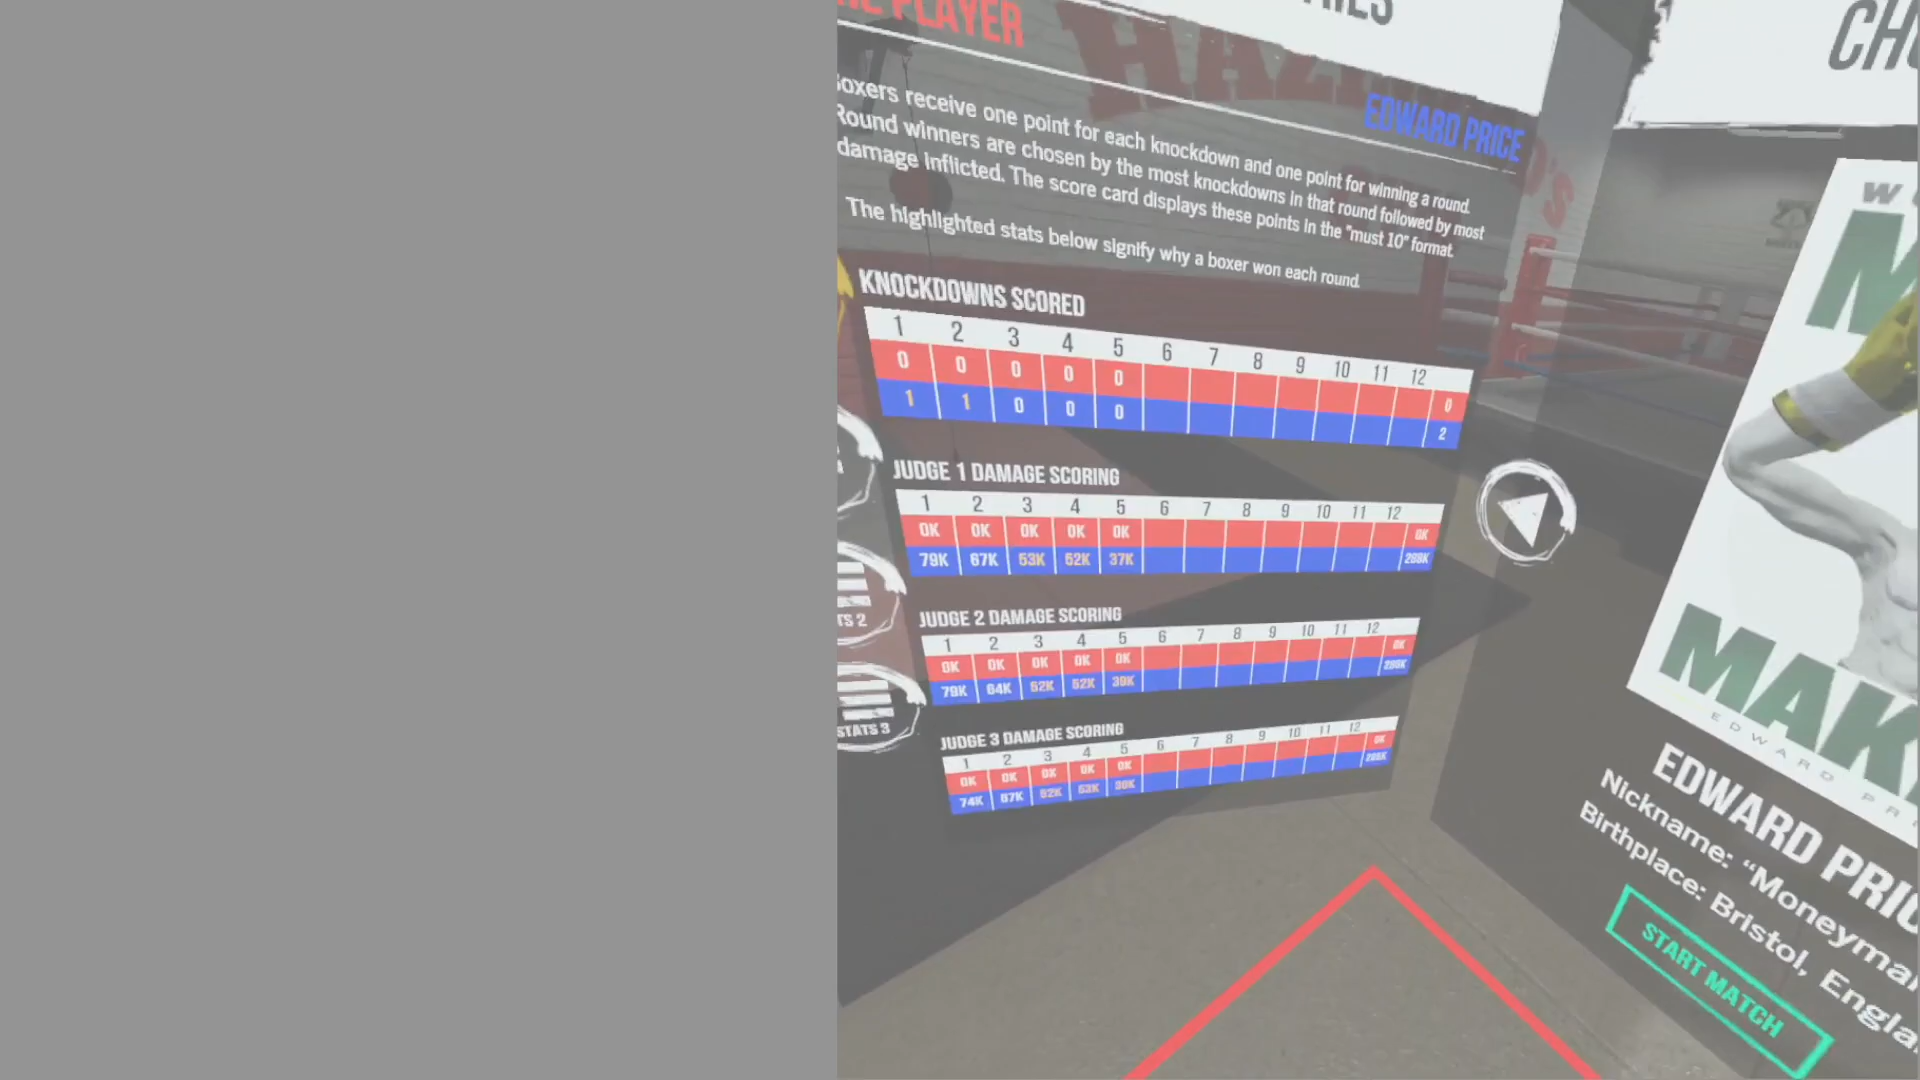 PLAYER
EDWARD PRICE
Boxers receive one point for each knockdown and one point for winning a round.
Round winners are chosen by the most knockdowns in that round followed by most
damage inflicted. The score card displays these points in the "must 10" format.
The highlighted stats below signify why a boxer won each round.
KNOCKDOWNS SCORED
1 2 3 4 5 6 7 8 9 10 11 12
0 0 0 0 0 0
1 1 0 0 0 2
JUDGE 1 DAMAGE SCORING
1 2 3 4 5 6 7 8 9 10 11 12
0K 0K 0K 0K 0K 0K
79K 67K 53K 52K 37K
JUDGE 2 DAMAGE SCORING
1 2 3 4 5 6 7 8 9 10 11 12
0K 0K 0K 0K 0K 0K
79K 64K 52K 52K
JUDGE 3 DAMAGE SCORING
1 2 3 4 5 6 7 8 9 10 11 12
0K 0K 0K 0K 0K 0K
74K 67K 52K
STATS 3
EDWARD
Nickname: "Moneyma
Birthplace: Bristol, Engla
START MATCH